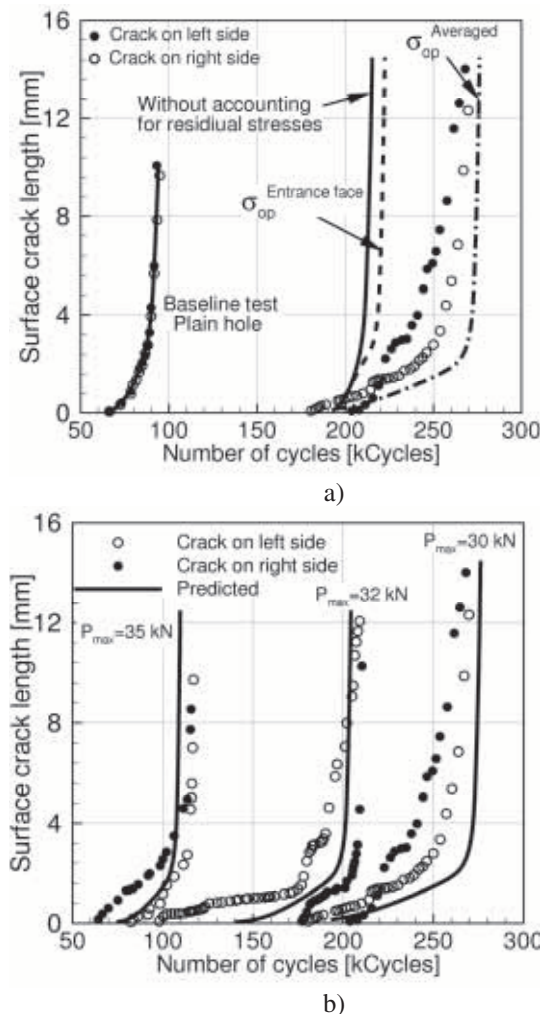 16
12
8
4
0
Surface crack length [mm]
● Crack on left side
○ Crack on right side
Without accounting
for residiual stresses
σop Averaged
σop Entrance face
Baseline test
Plain hole
50 100 150 200 250 300
Number of cycles [kCycles]
a)
16
12
8
4
0
Surface crack length [mm]
○ Crack on left side
● Crack on right side
Predicted
Pmax=30 kN
Pmax=32 kN
Pmax=35 kN
50 100 150 200 250 300
Number of cycles [kCycles]
b)